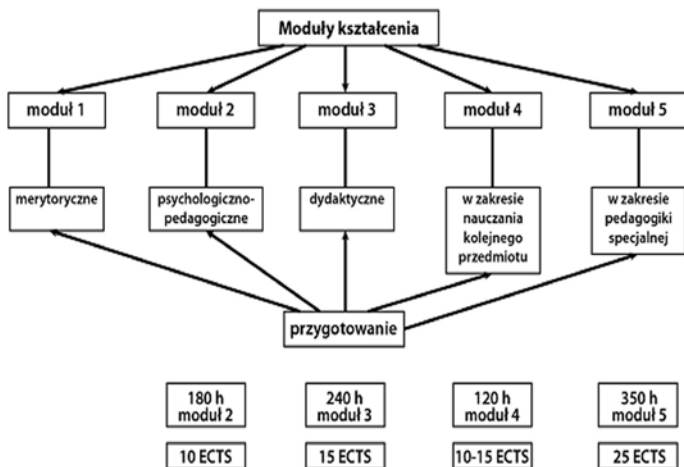 Moduły kształcenia
moduł 1
moduł 2
moduł 3
moduł 4
moduł 5
merytoryczne
psychologiczno-
pedagogiczne
dydaktyczne
w zakresie
nauczania
kolejnego
przedmiotu
w zakresie
pedagogiki
specjalnej
przygotowanie
180 h
moduł 2
240 h
moduł 3
120 h
moduł 4
350 h
moduł 5
10 ECTS
15 ECTS
10-15 ECTS
25 ECTS